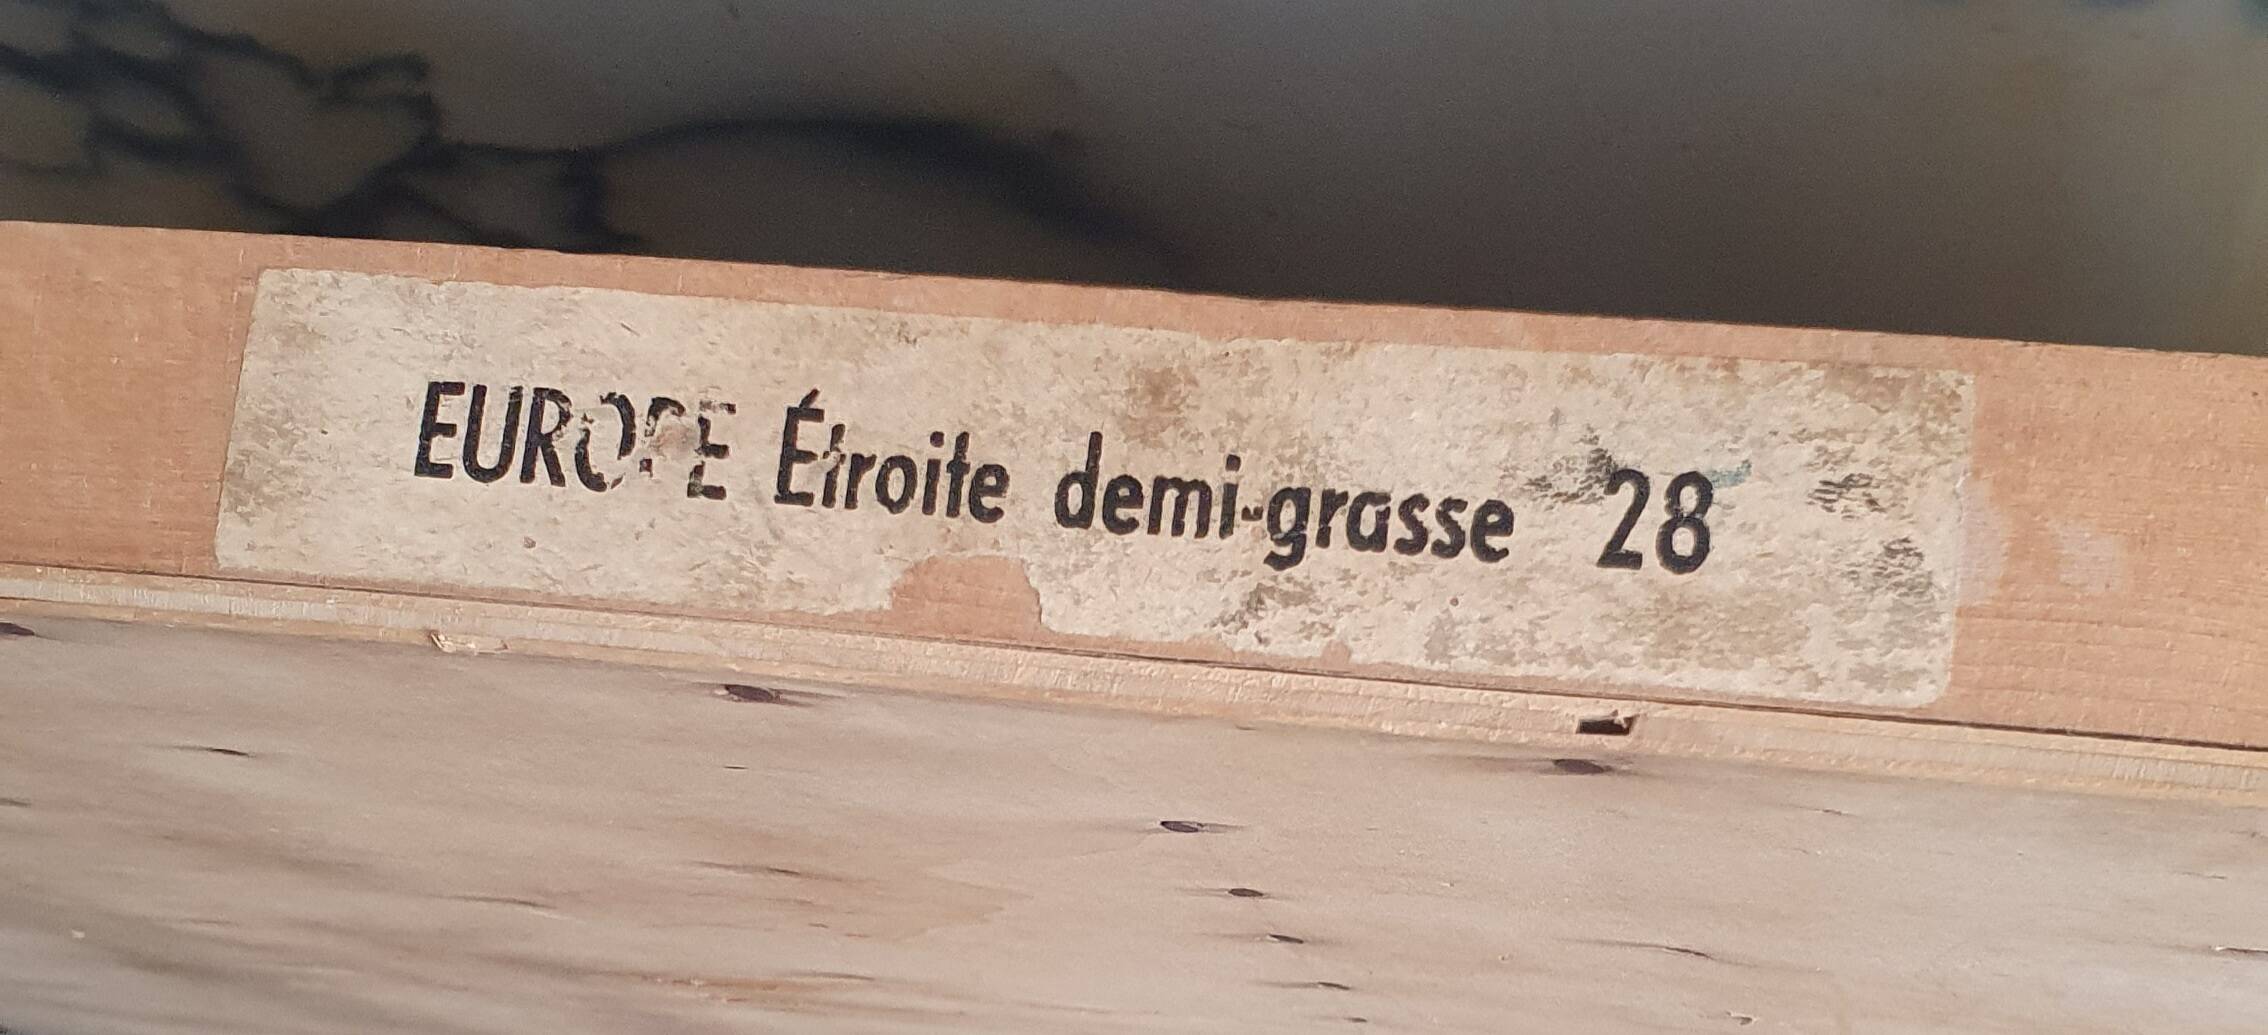 EUROPE Étroite demi-grasse 28